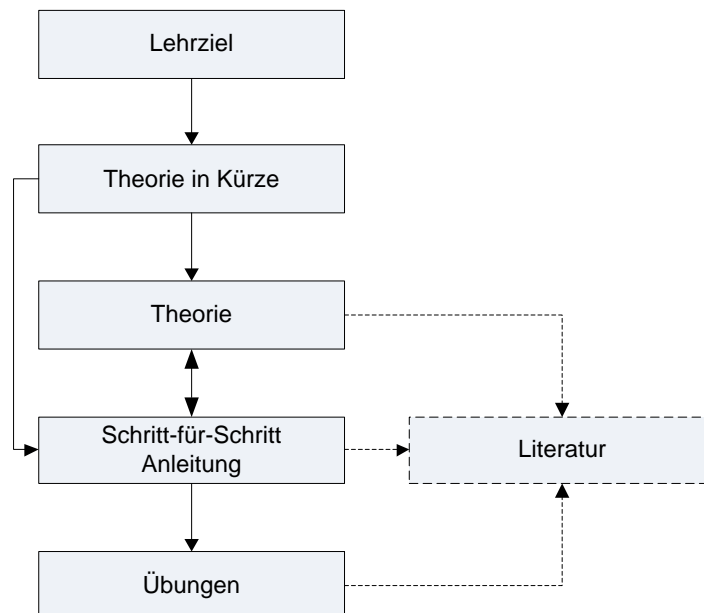 Lehrziel
Theorie in Kürze
Theorie
Schritt-für-Schritt
Anleitung
Literatur
Übungen